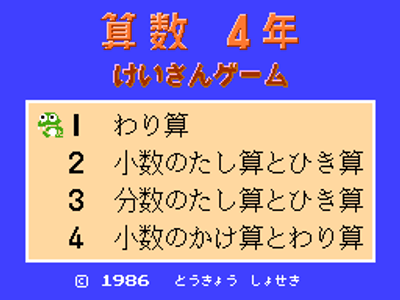 算数 4年
けいさんゲーム
1 わり算
2 小数のたし算とひき算
3 分数のたし算とひき算
4 小数のかけ算とわり算
© 1986 とうきょう しょせき